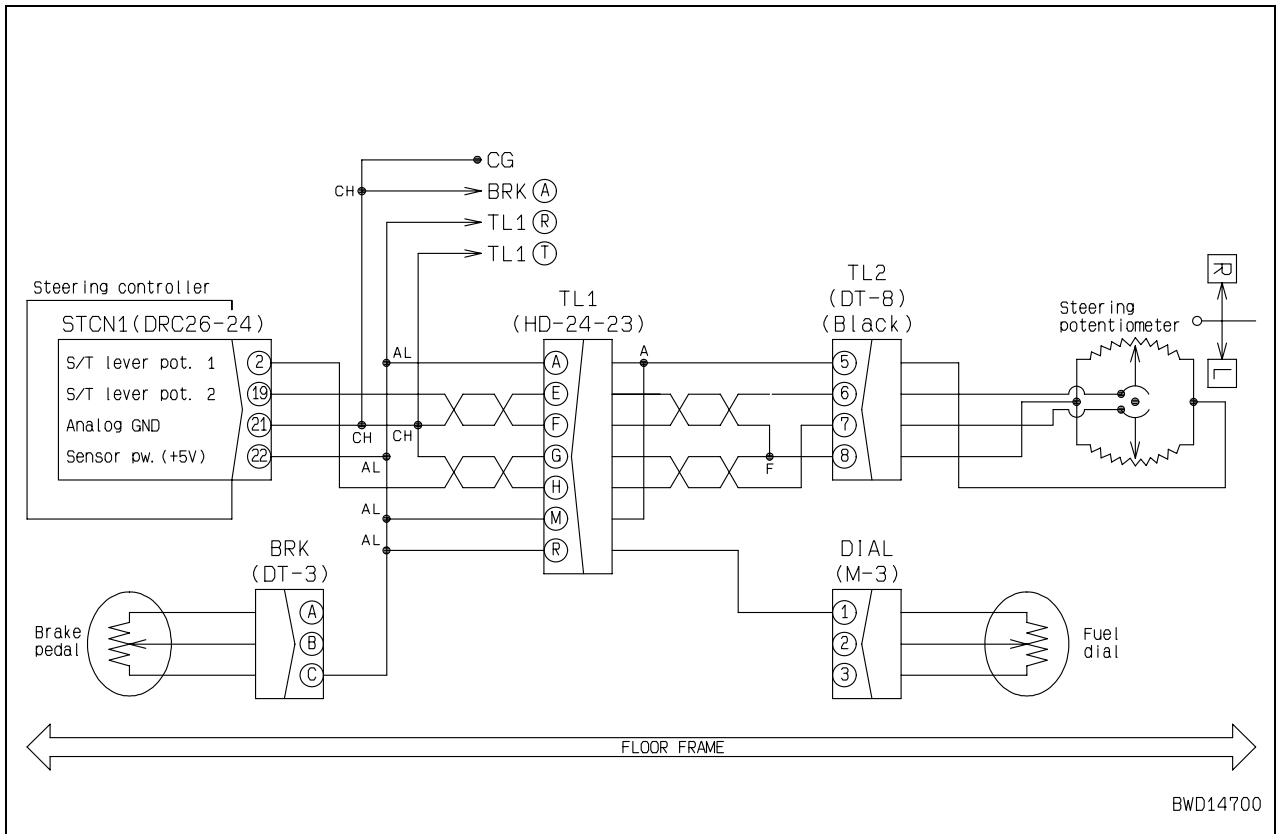 CG
CH BRK A
TL1 R
TL1 T
Steering controller
STCN1(DRC26-24)
S/T lever pot. 1 2
S/T lever pot. 2 19
Analog GND 21
Sensor pw.(+5V) 22
CH
CH
AL
AL
AL
AL
TL1
(HD-24-23)
A
E
F
G
H
M
R
A
F
TL2
(DT-8)
(Black)
5
6
7
8
Steering
potentiometer
R
L
BRK
(DT-3)
A
B
C
Brake
pedal
DIAL
(M-3)
1
2
3
Fuel
dial
FLOOR FRAME
BWD14700